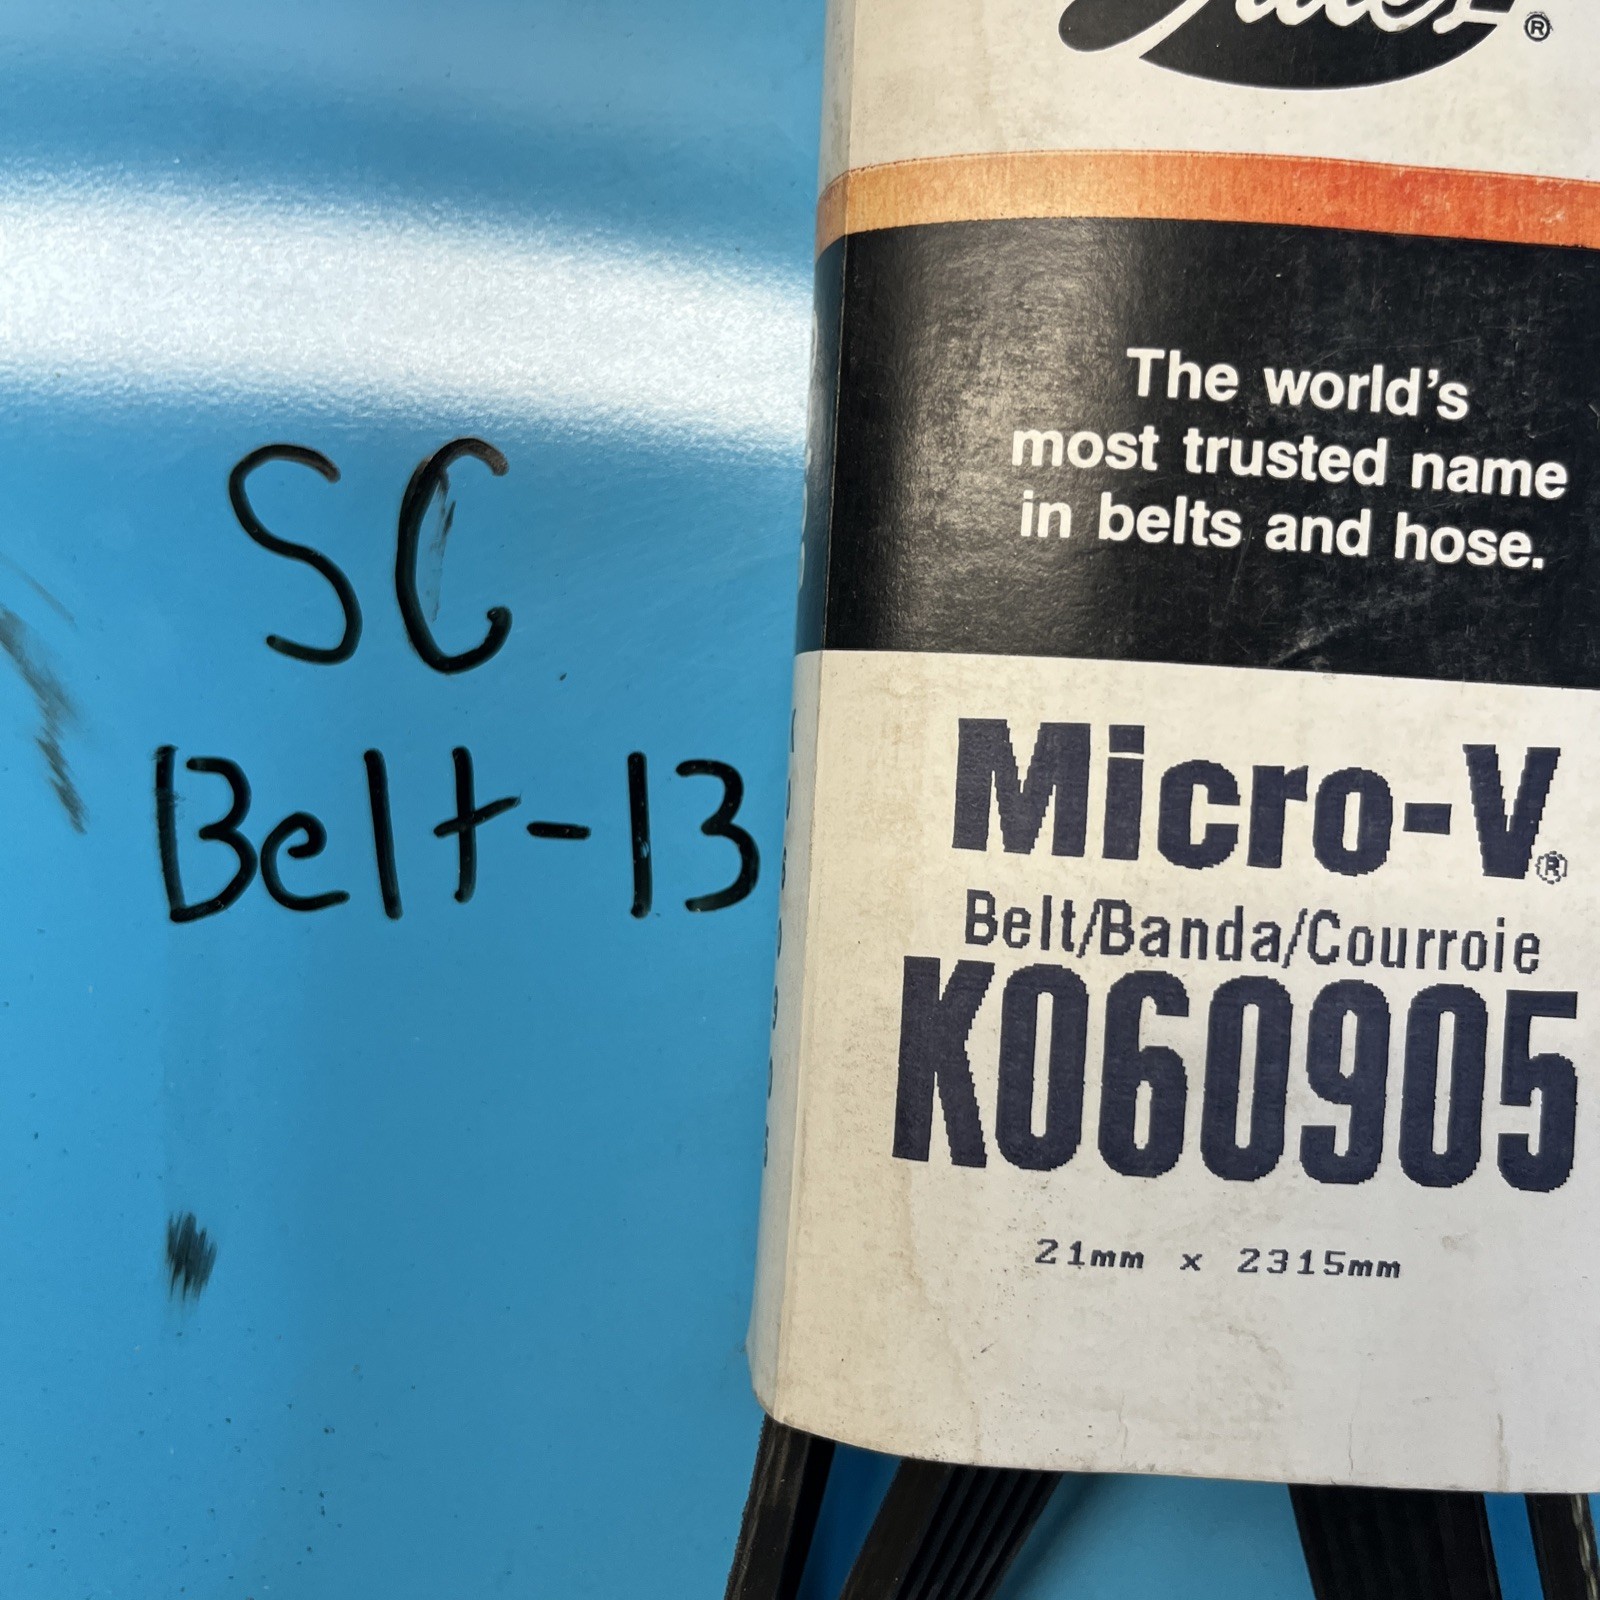 SC
Belt-13
Gates®
The world's
most trusted name
in belts and hose.
Micro-V®
Belt/Banda/Courroie
K060905
21mm x 2315mm